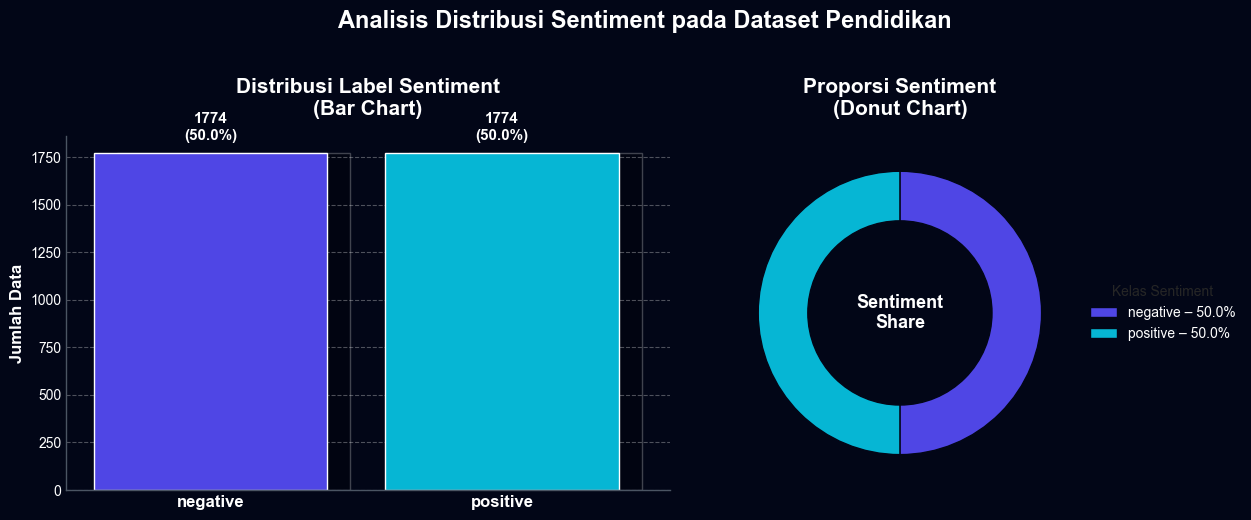 Analisis Distribusi Sentiment pada Dataset Pendidikan
Distribusi Label Sentiment
(Bar Chart)
1774
(50.0%)
1774
(50.0%)
1750
1500
1250
1000
750
500
250
0
Jumlah Data
negative
positive
Proporsi Sentiment
(Donut Chart)
Sentiment
Share
Kelas Sentiment
negative – 50.0%
positive – 50.0%